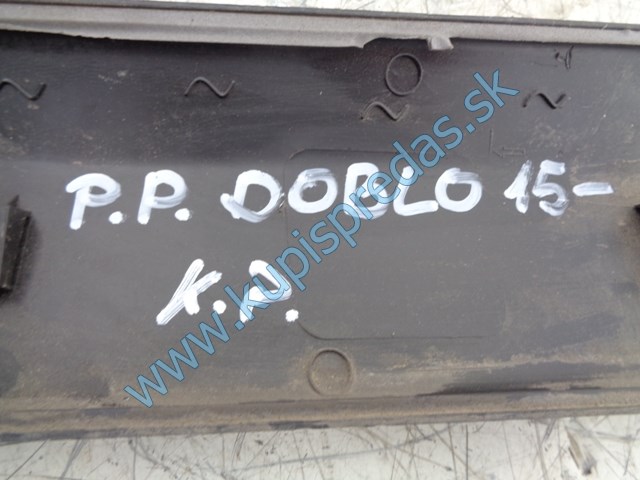 P.P. DOBLO 15-
K.D.
www.kupispredas.sk